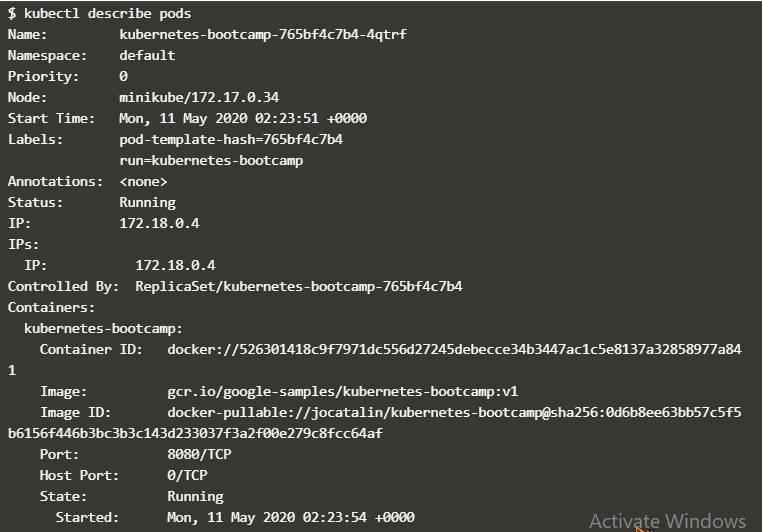 $ kubectl describe pods
Name:         kubernetes-bootcamp-765bf4c7b4-4qtrf
Namespace:    default
Priority:     0
Node:         minikube/172.17.0.34
Start Time:   Mon, 11 May 2020 02:23:51 +0000
Labels:       pod-template-hash=765bf4c7b4
              run=kubernetes-bootcamp
Annotations:  <none>
Status:       Running
IP:           172.18.0.4
IPs:
  IP:           172.18.0.4
Controlled By:  ReplicaSet/kubernetes-bootcamp-765bf4c7b4
Containers:
  kubernetes-bootcamp:
    Container ID:   docker://526301418c9f7971dc556d27245debecce34b3447ac1c5e8137a32858977a84
1
    Image:          gcr.io/google-samples/kubernetes-bootcamp:v1
    Image ID:       docker-pullable://jocatalin/kubernetes-bootcamp@sha256:0d6b8ee63bb57c5f5
b6156f446b3bc3b3c143d233037f3a2f00e279c8fcc64af
    Port:           8080/TCP
    Host Port:      0/TCP
    State:          Running
      Started:      Mon, 11 May 2020 02:23:54 +0000
Activate Windows